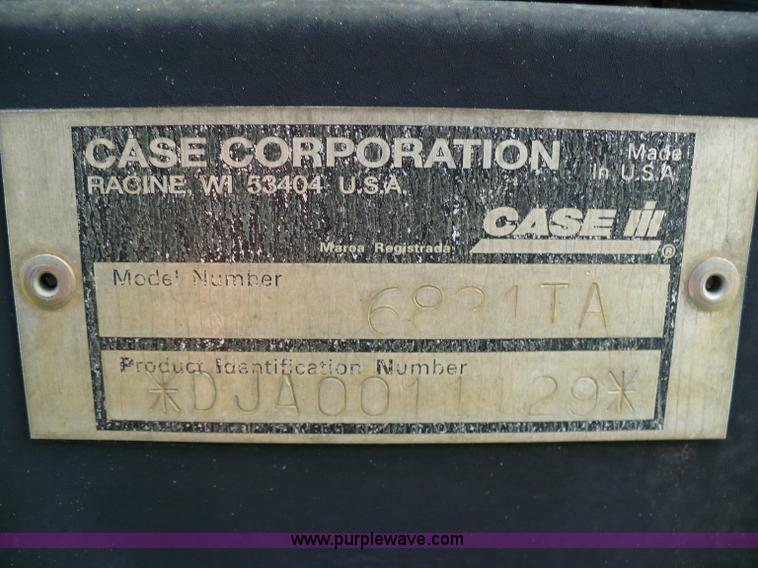 CASE CORPORATION
RACINE, WI 53404 U.S.A.
Made
In U.S.A.
CASE IH
Marca Registrada
®
Model Number
Product Identification Number
www.purplewave.com